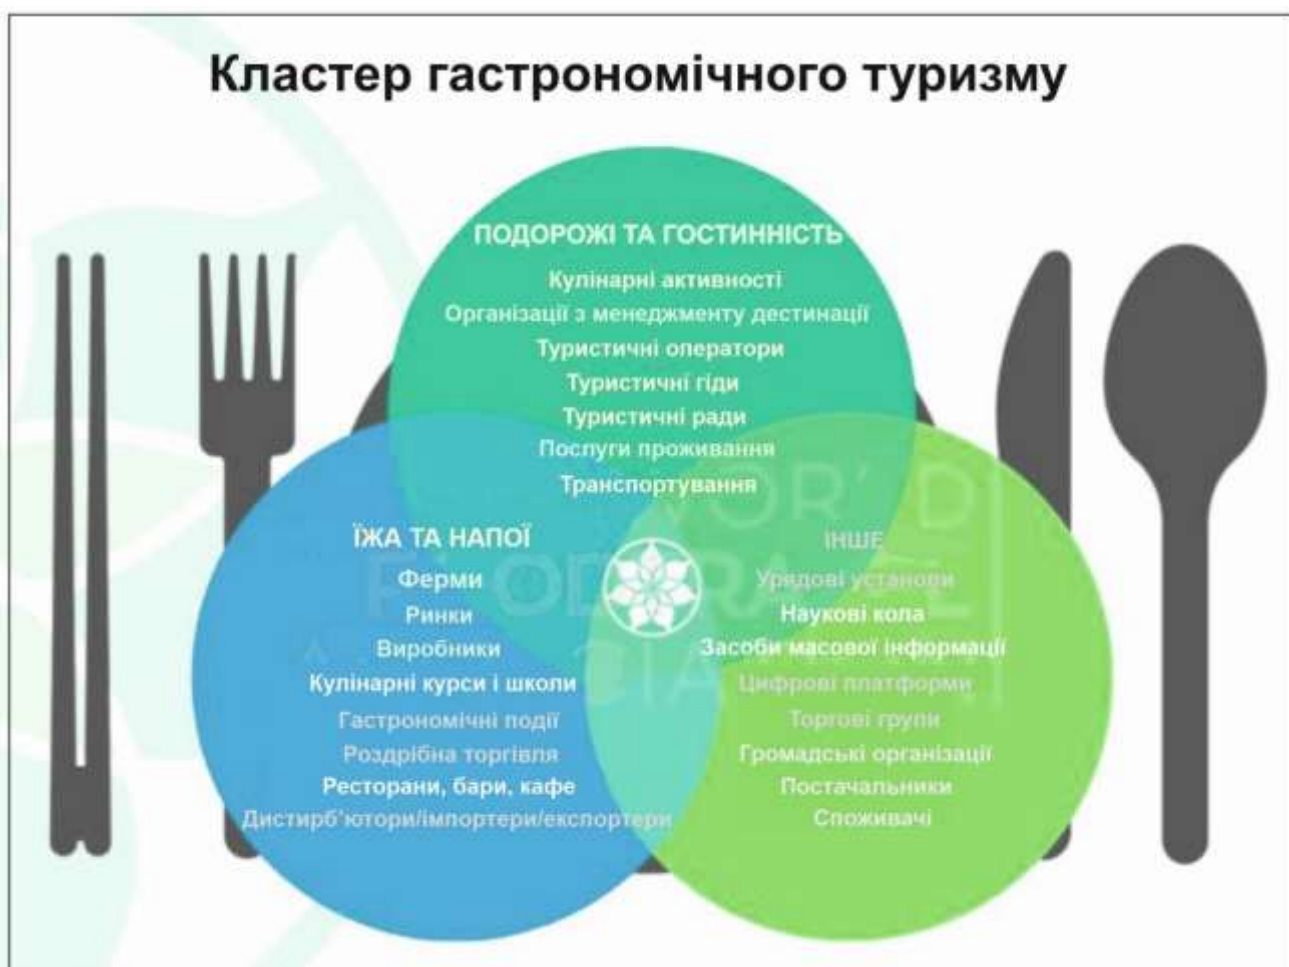 Кластер гастрономічного туризму
ПОДОРОЖІ ТА ГОСТИННІСТЬ
Кулінарні активності
Організації з менеджменту дестинації
Туристичні оператори
Туристичні гіди
Туристичні ради
Послуги проживання
Транспортування
ЇЖА ТА НАПОЇ
Ферми
Ринки
Виробники
Кулінарні курси і школи
Гастрономічні події
Роздрібна торгівля
Ресторани, бари, кафе
Дистирб'ютори/імпортери/експортери
ІНШЕ
Урядові установи
Наукові кола
Засоби масової інформації
Цифрові платформи
Торгові групи
Громадські організації
Постачальники
Споживачі